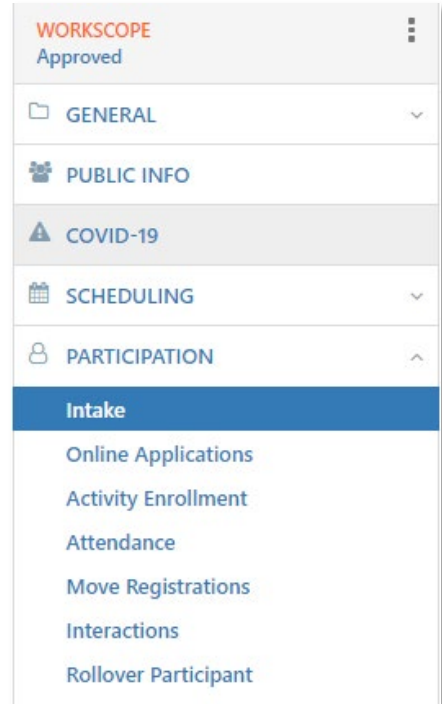 WORKSCOPE
Approved
GENERAL
PUBLIC INFO
COVID-19
SCHEDULING
PARTICIPATION
Intake
Online Applications
Activity Enrollment
Attendance
Move Registrations
Interactions
Rollover Participant